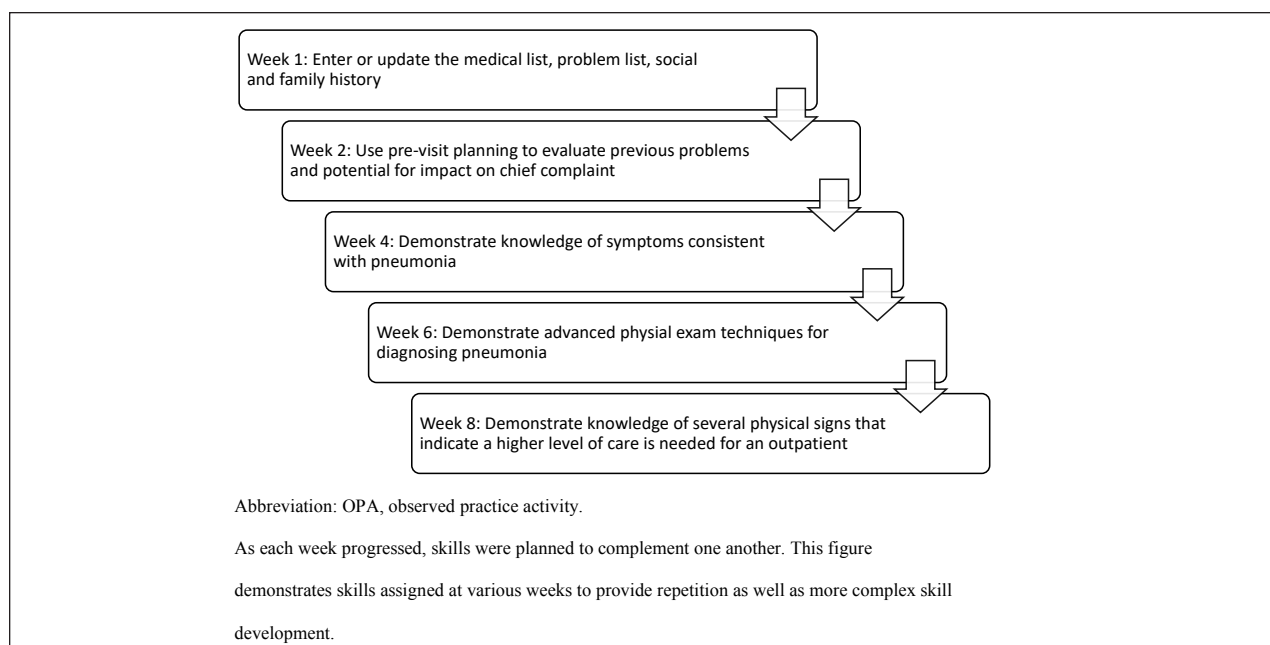 Week 1: Enter or update the medical list, problem list, social
and family history
Week 2: Use pre-visit planning to evaluate previous problems
and potential for impact on chief complaint
Week 4: Demonstrate knowledge of symptoms consistent
with pneumonia
Week 6: Demonstrate advanced physial exam techniques for
diagnosing pneumonia
Week 8: Demonstrate knowledge of several physical signs that
indicate a higher level of care is needed for an outpatient
Abbreviation: OPA, observed practice activity.
As each week progressed, skills were planned to complement one another. This figure
demonstrates skills assigned at various weeks to provide repetition as well as more complex skill
development.